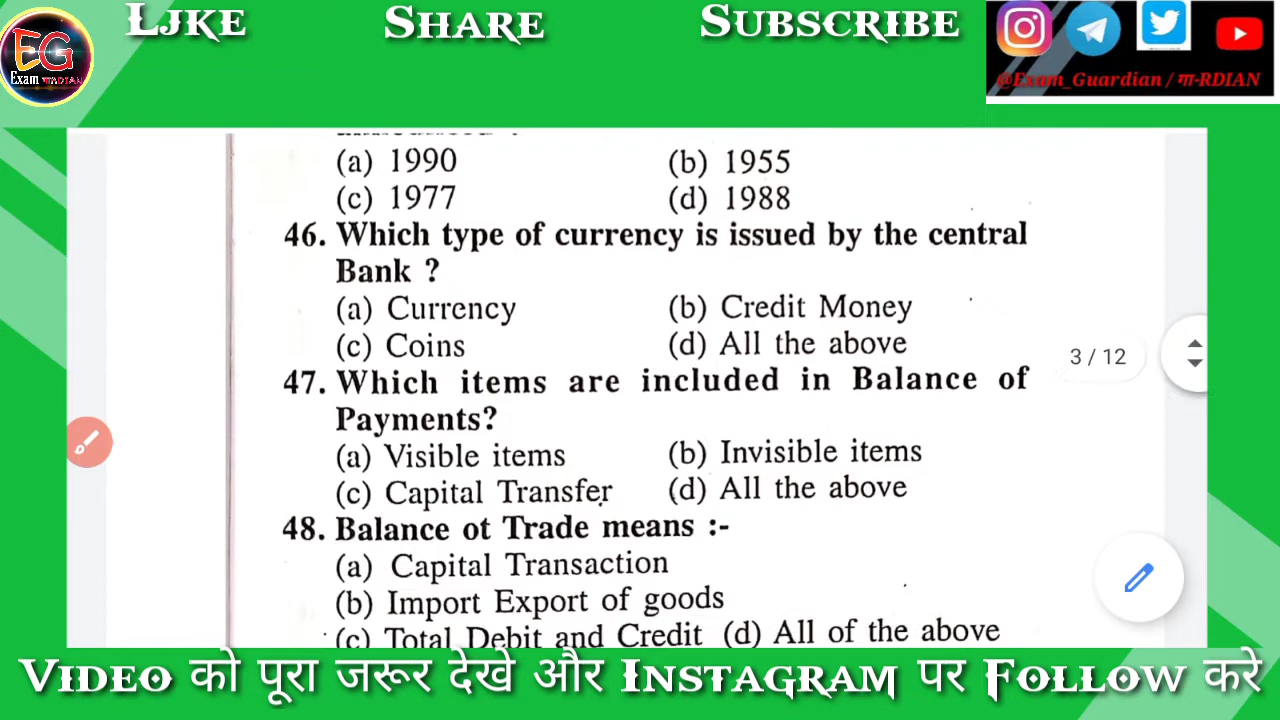 LJKE SHARE SUBSCRIBE
EG
Exam गार्DIAN
@Exam_Guardian / गा-RDIAN
(a) 1990 (b) 1955
(c) 1977 (d) 1988
46. Which type of currency is issued by the central
Bank ?
(a) Currency (b) Credit Money
(c) Coins (d) All the above
3 / 12
47. Which items are included in Balance of
Payments?
(a) Visible items (b) Invisible items
(c) Capital Transfer (d) All the above
48. Balance ot Trade means :-
(a) Capital Transaction
(b) Import Export of goods
(c) Total Debit and Credit (d) All of the above
VIDEO को पूरा जरूर देखे और INSTAGRAM पर FOLLOW करे